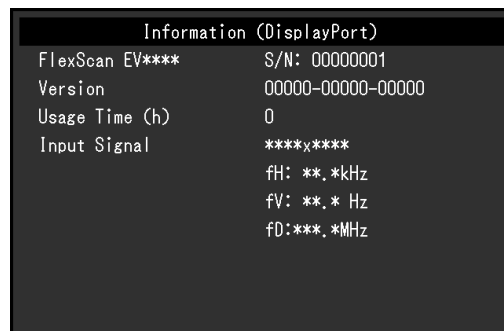 Information (DisplayPort)
FlexScan EV**** S/N: 00000001
Version 00000-00000-00000
Usage Time (h) 0
Input Signal ****x****
fH: **.*kHz
fV: **.* Hz
fD:***.*MHz